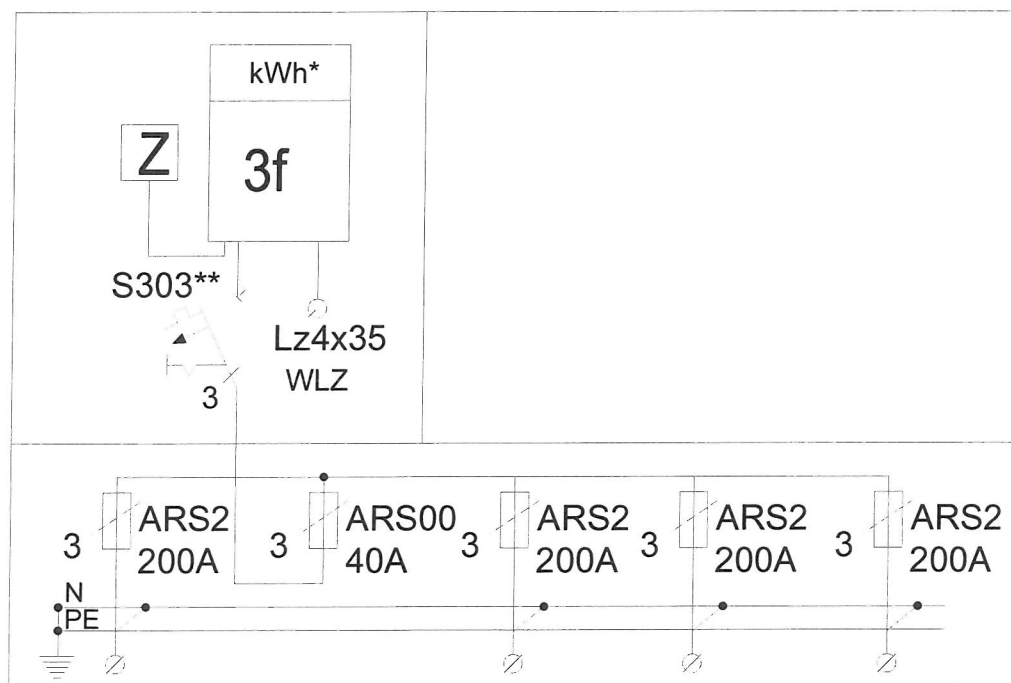 kWh*
Z
3f
S303**
Lz4x35
WLZ
3
3
ARS2
200A
3
ARS00
40A
3
ARS2
200A
3
ARS2
200A
3
ARS2
200A
N
PE